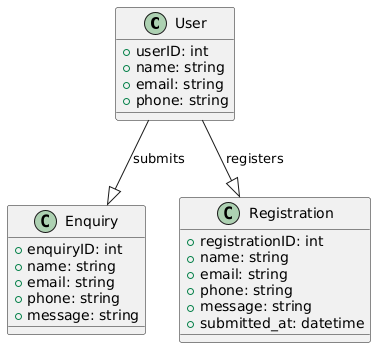 C User
+ userID: int
+ name: string
+ email: string
+ phone: string
submits
registers
C Enquiry
+ enquiryID: int
+ name: string
+ email: string
+ phone: string
+ message: string
C Registration
+ registrationID: int
+ name: string
+ email: string
+ phone: string
+ message: string
+ submitted_at: datetime